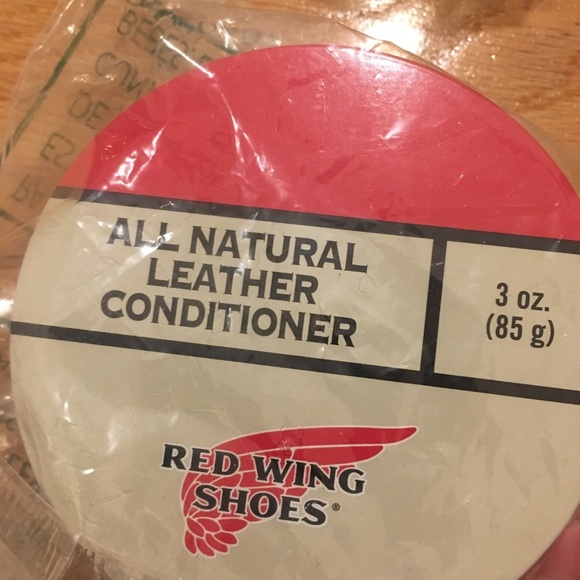 ALL NATURAL
LEATHER
CONDITIONER
3 oz.
(85 g)
RED WING
SHOES®